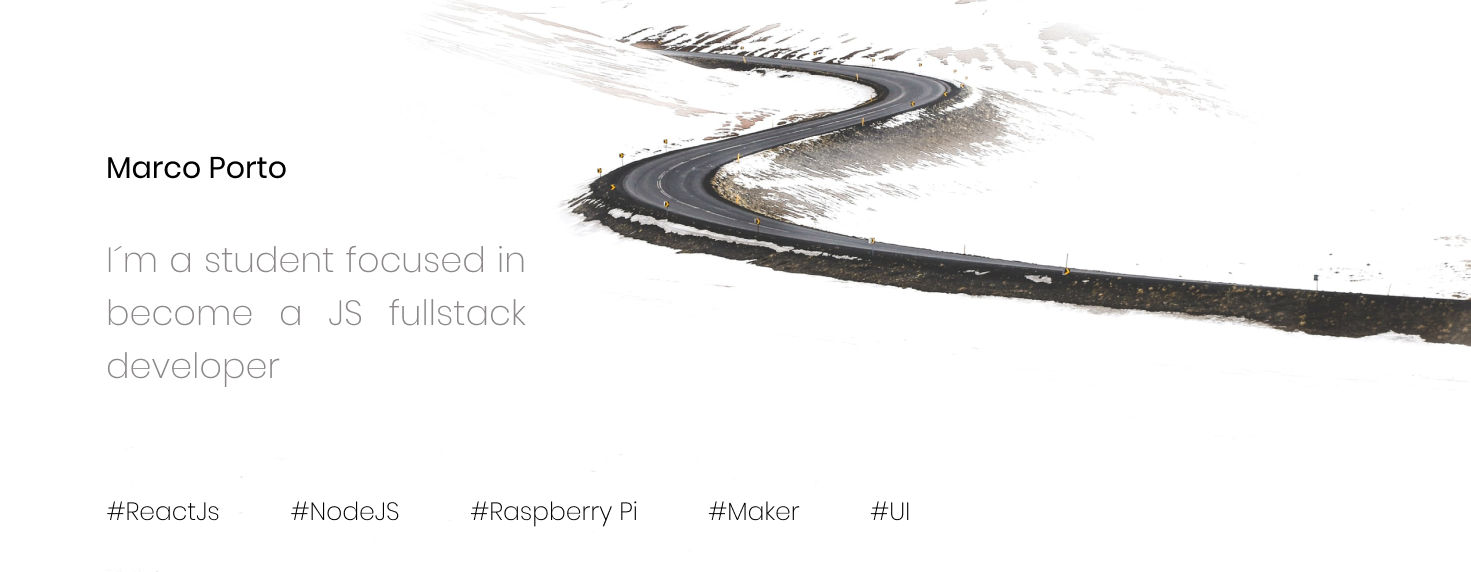 Marco Porto
I´m a student focused in
become a JS fullstack
developer
#ReactJs #NodeJS #Raspberry Pi #Maker #UI